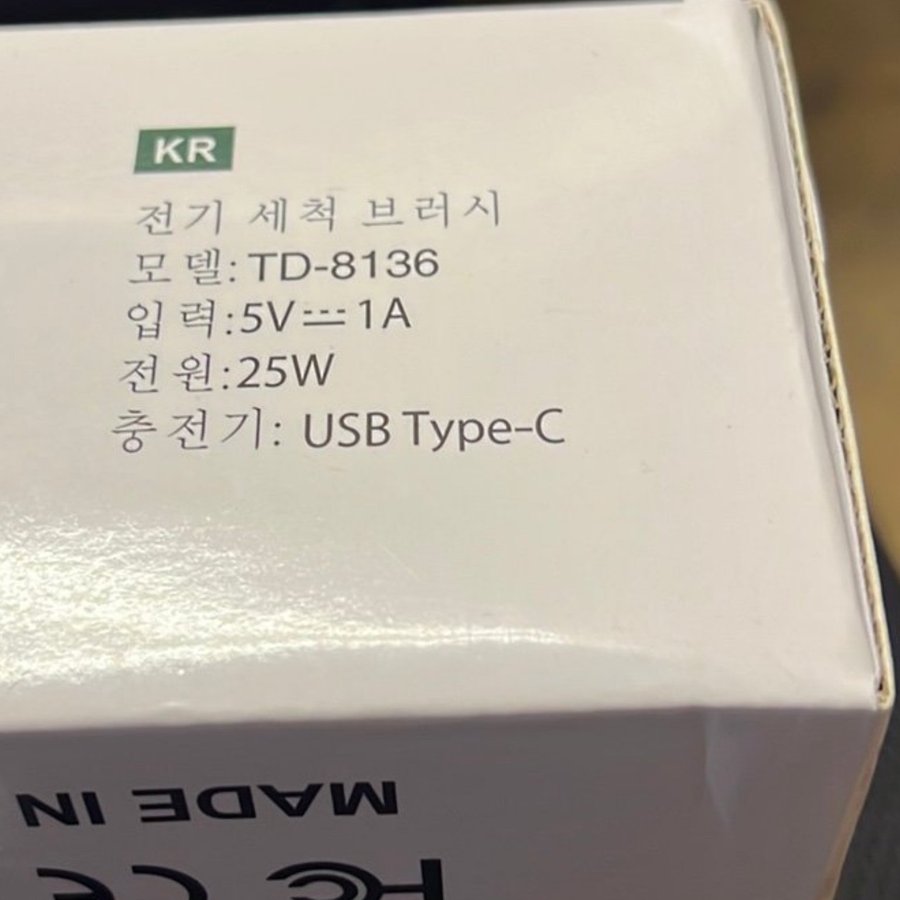 KR
전기 세척 브러시
모델: TD-8136
입력:5V⎓1A
전원:25W
충전기: USB Type-C
MADE IN